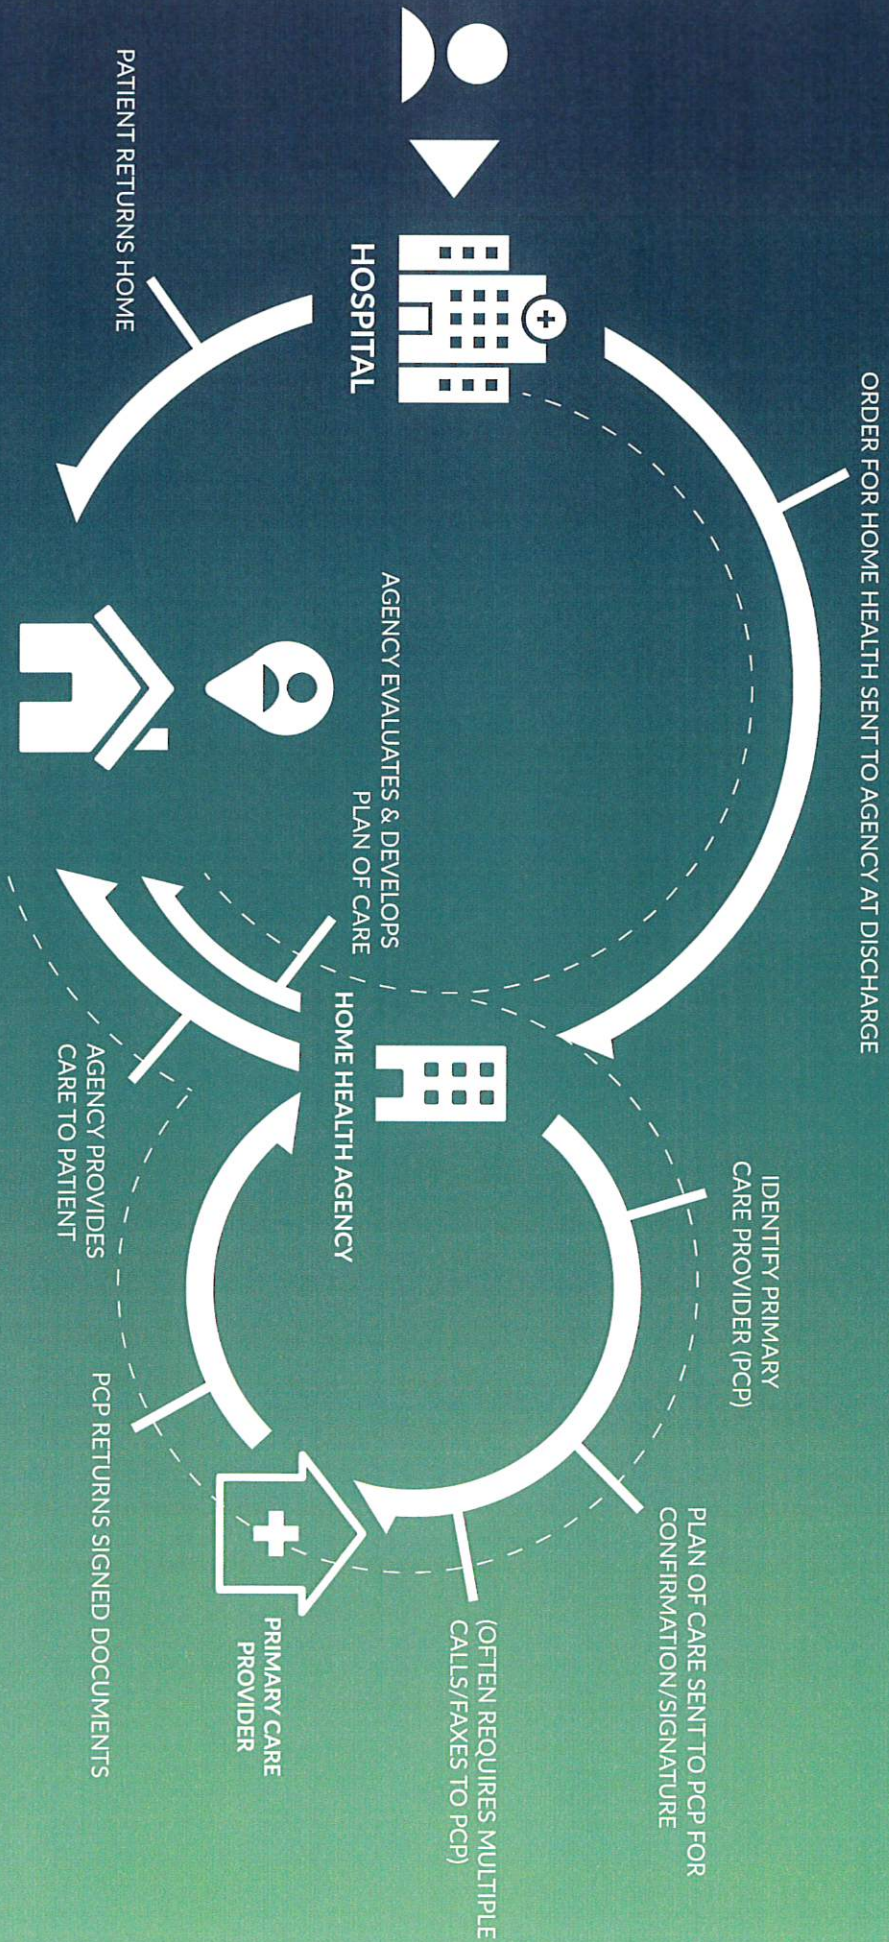 ORDER FOR HOME HEALTH SENT TO AGENCY AT DISCHARGE
IDENTIFY PRIMARY
CARE PROVIDER (PCP)
PLAN OF CARE SENT TO PCP FOR
CONFIRMATION/SIGNATURE
(OFTEN REQUIRES MULTIPLE
CALLS/FAXES TO PCP)
HOSPITAL
AGENCY EVALUATES & DEVELOPS
PLAN OF CARE
HOME HEALTH AGENCY
PRIMARY CARE
PROVIDER
PATIENT RETURNS HOME
AGENCY PROVIDES
CARE TO PATIENT
PCP RETURNS SIGNED DOCUMENTS